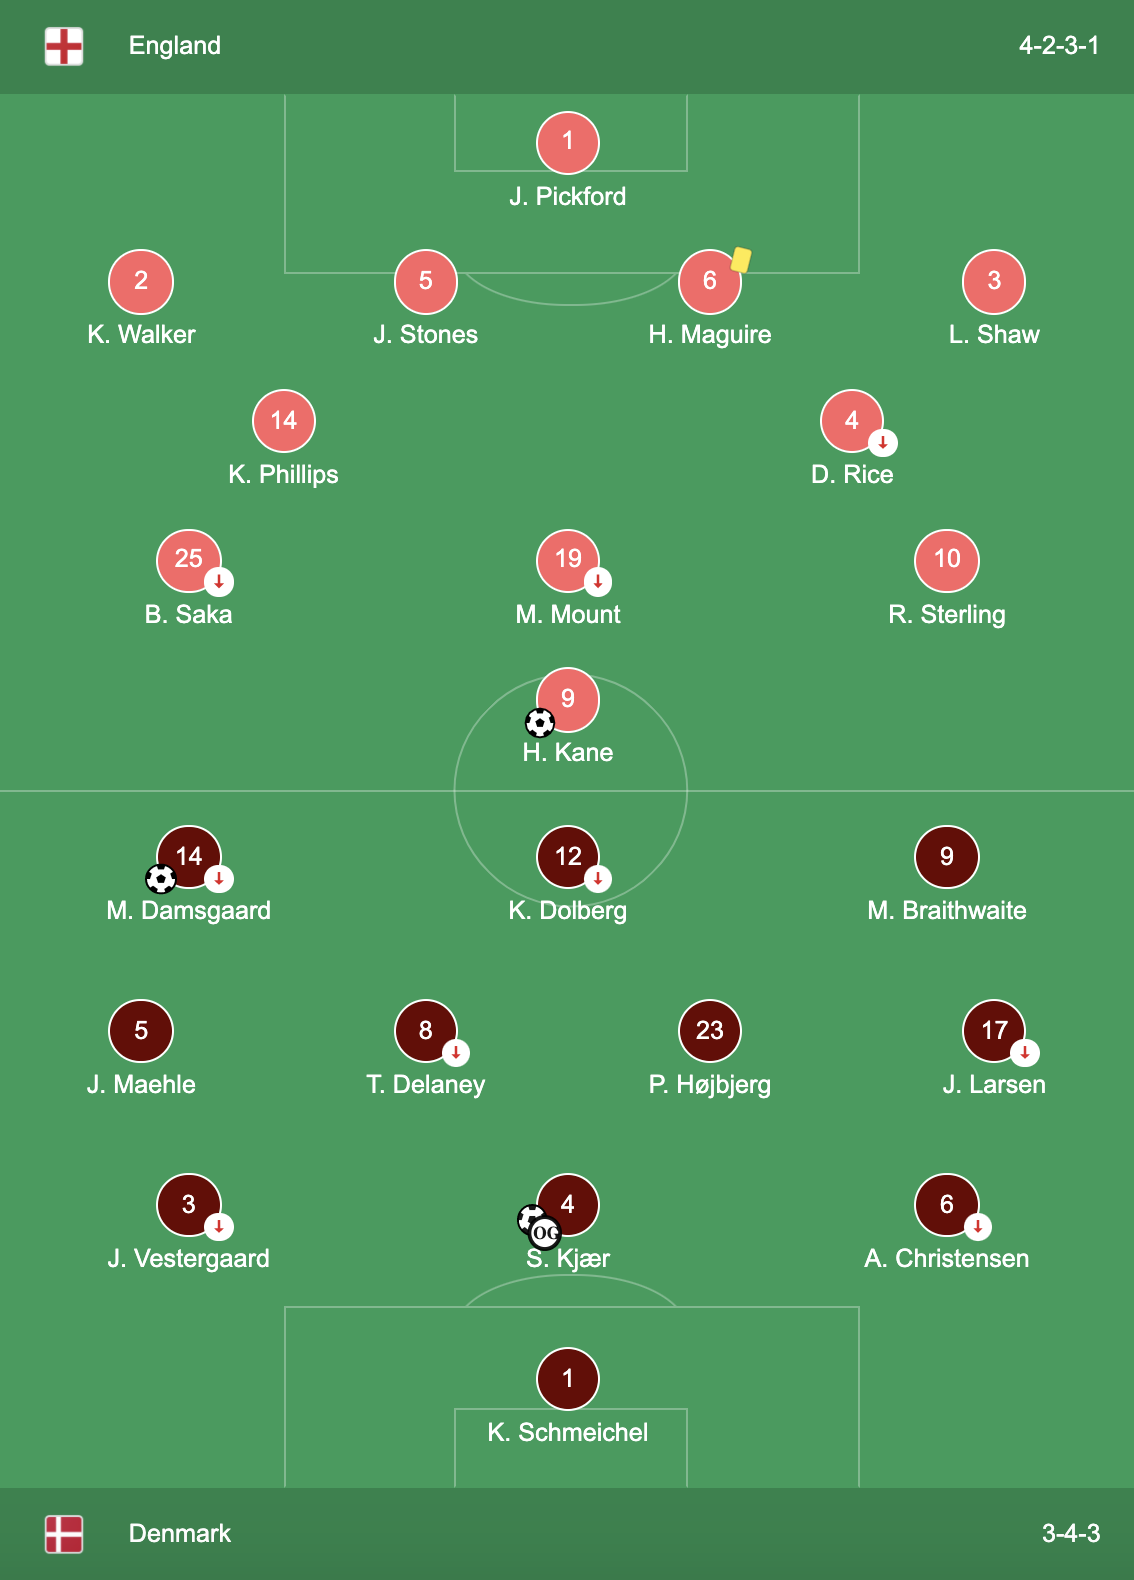 England 4-2-3-1
1
J. Pickford
2 5 6 3
K. Walker J. Stones H. Maguire L. Shaw
14 4
K. Phillips D. Rice
25 19 10
B. Saka M. Mount R. Sterling
9
H. Kane
14 12 9
M. Damsgaard K. Dolberg M. Braithwaite
5 8 23 17
J. Maehle T. Delaney P. Højbjerg J. Larsen
3 4 6
OG
J. Vestergaard S. Kjær A. Christensen
1
K. Schmeichel
Denmark 3-4-3